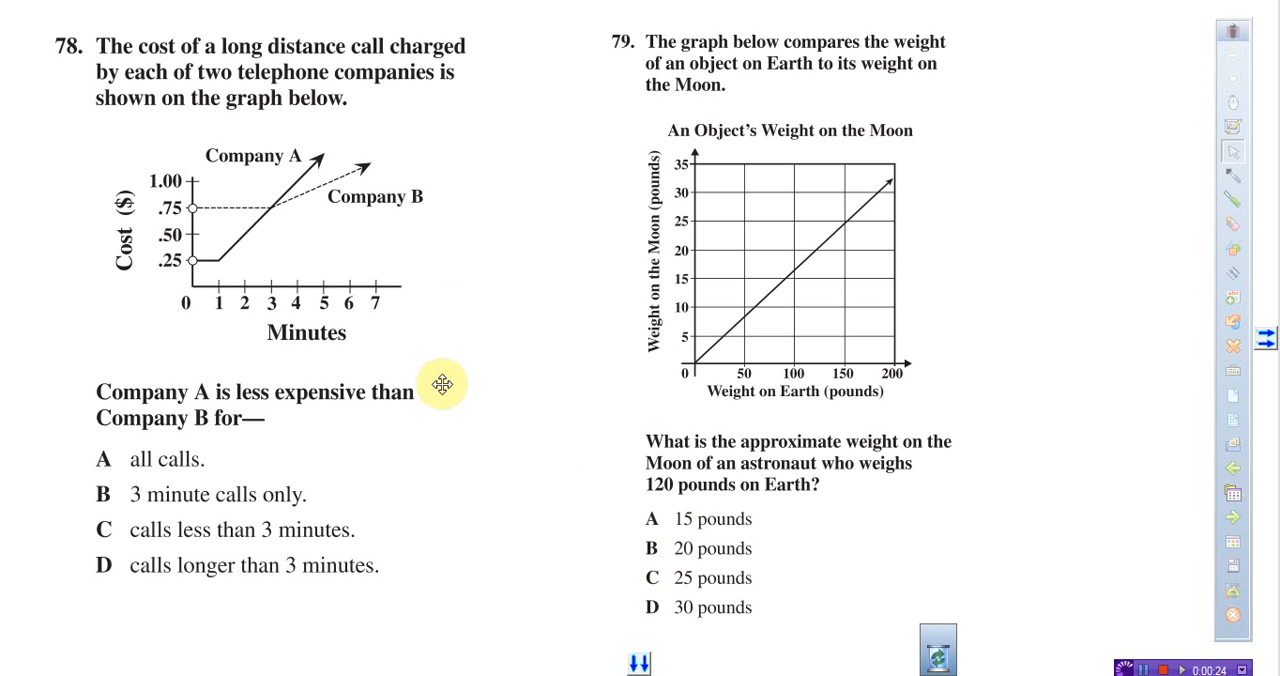 78. The cost of a long distance call charged
by each of two telephone companies is
shown on the graph below.
Company A
Company B
Cost ($)
1.00
.75
.50
.25
0 1 2 3 4 5 6 7
Minutes
Company A is less expensive than
Company B for—
A all calls.
B 3 minute calls only.
C calls less than 3 minutes.
D calls longer than 3 minutes.
79. The graph below compares the weight
of an object on Earth to its weight on
the Moon.
An Object’s Weight on the Moon
Weight on the Moon (pounds)
35
30
25
20
15
10
5
0 50 100 150 200
Weight on Earth (pounds)
What is the approximate weight on the
Moon of an astronaut who weighs
120 pounds on Earth?
A 15 pounds
B 20 pounds
C 25 pounds
D 30 pounds
0:00:24